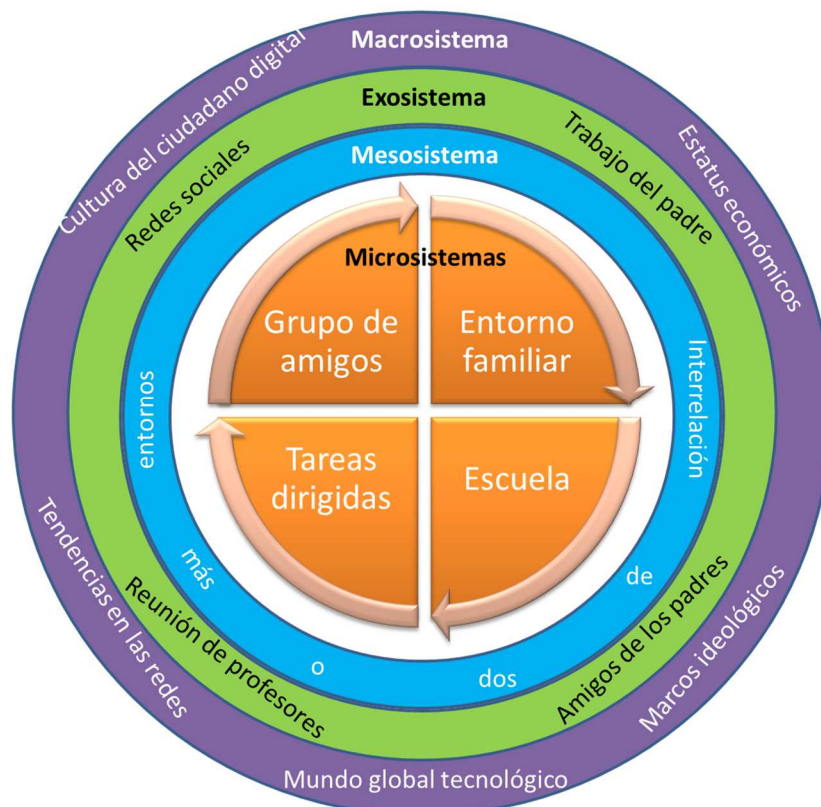 Macrosistema
Cultura del ciudadano digital
Estatus económicos
Marcos ideológicos
Mundo global tecnológico
Tendencias en las redes
Exosistema
Redes sociales
Trabajo del padre
Amigos de los padres
Reunión de profesores
Mesosistema
Interrelación
de
dos
o
más
entornos
Microsistemas
Grupo de
amigos
Entorno
familiar
Tareas
dirigidas
Escuela